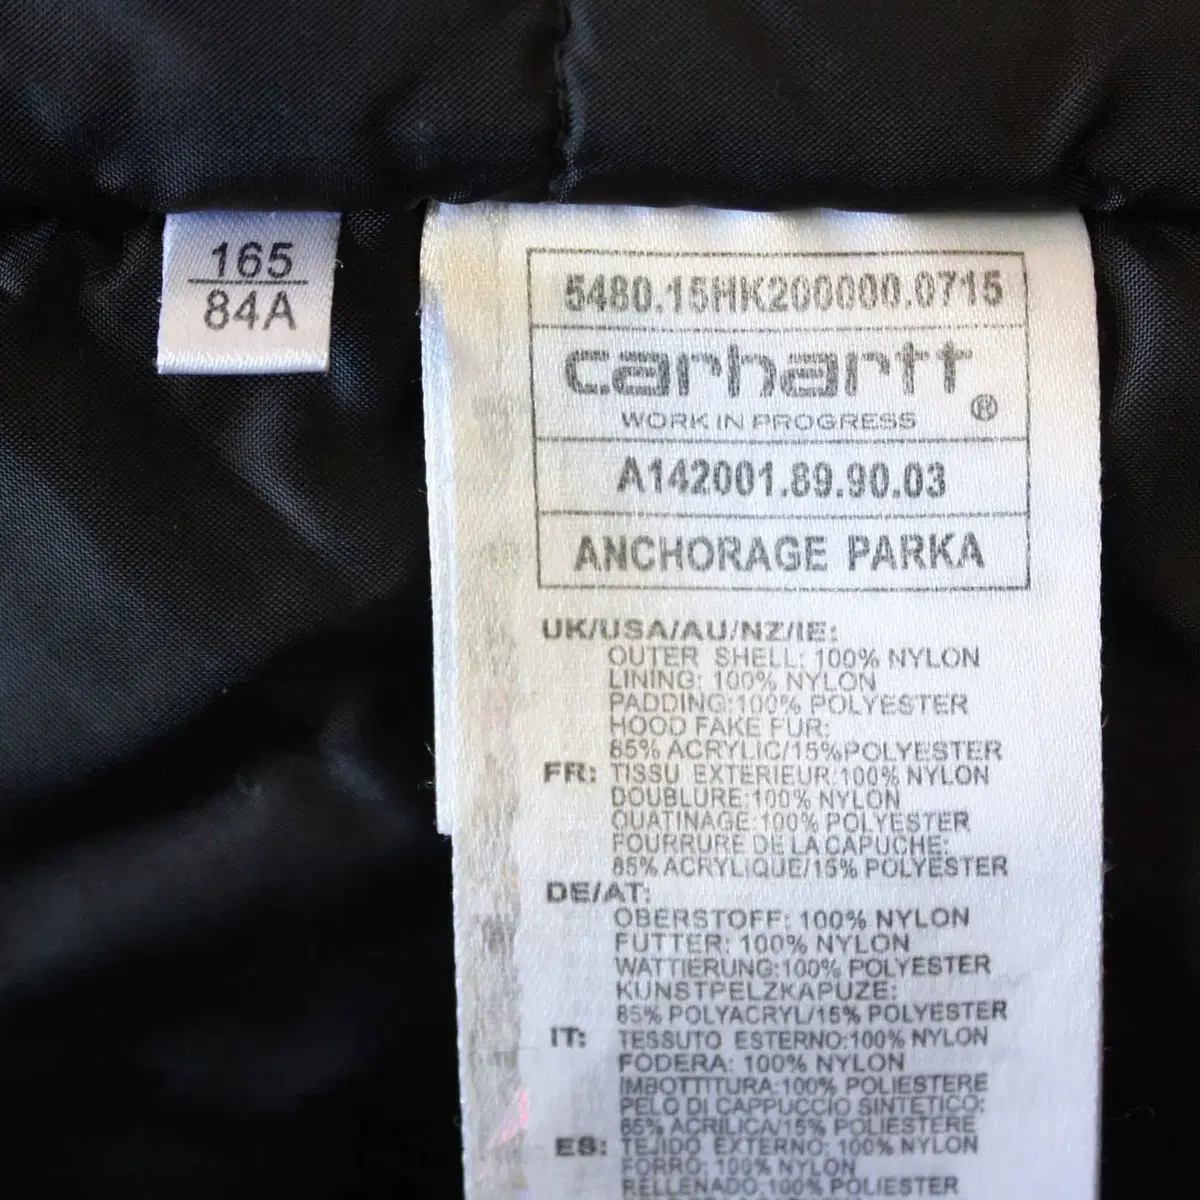 165
84A
5480.15HK200000.0715
carhartt®
WORK IN PROGRESS
A142001.89.90.03
ANCHORAGE PARKA
UK/USA/AU/NZ/IE:
OUTER SHELL: 100% NYLON
LINING: 100% NYLON
PADDING:100% POLYESTER
HOOD FAKE FUR:
85% ACRYLIC/15%POLYESTER
FR: TISSU EXTERIEUR:100% NYLON
DOUBLURE:100% NYLON
OUATINAGE:100% POLYESTER
FOURRURE DE LA CAPUCHE:
85% ACRYLIQUE/15% POLYESTER
DE/AT:
OBERSTOFF: 100% NYLON
FUTTER: 100% NYLON
WATTIERUNG:100% POLYESTER
KUNSTPELZKAPUZE:
85% POLYACRYL/15% POLYESTER
IT: TESSUTO ESTERNO:100% NYLON
FODERA: 100% NYLON
IMBOTTITURA:100% POLIESTERE
PELO DI CAPPUCCIO SINTETICO:
85% ACRILICA/15% POLIESTERE
ES: TEJIDO EXTERNO: 100% NYLON
FORRO: 100% NYLON
RELLENADO:100% POLIESTER